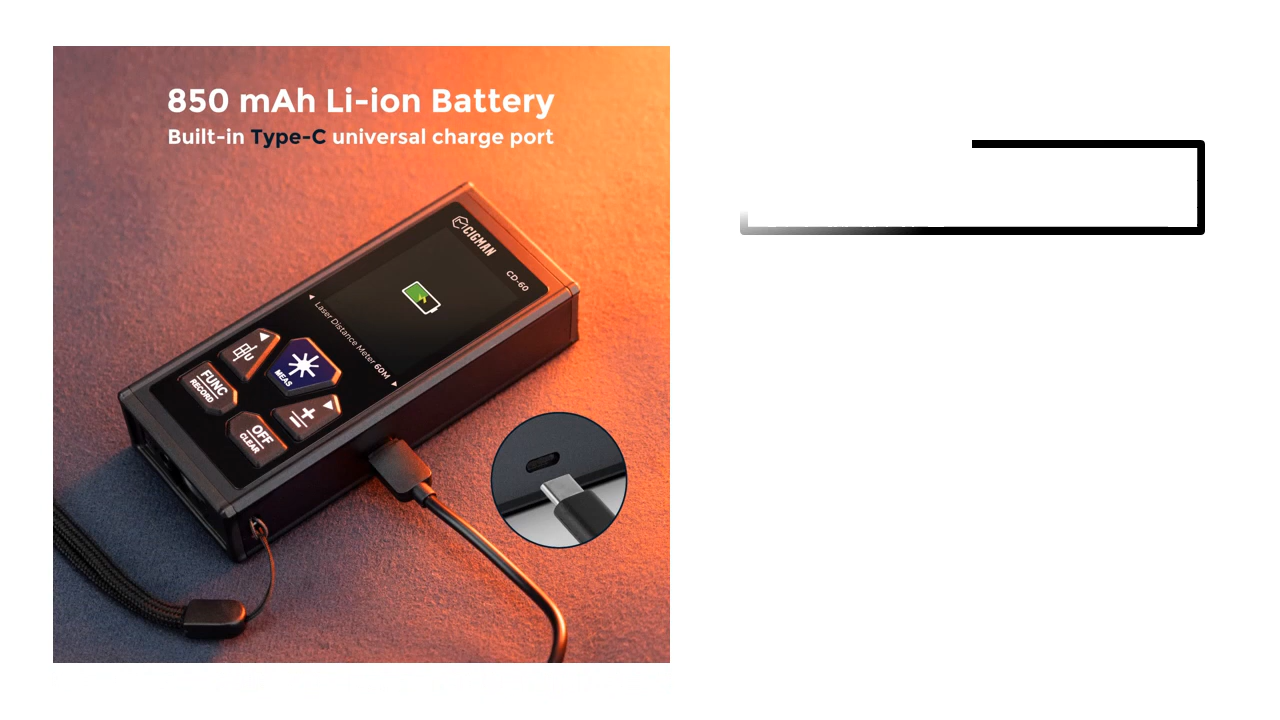 850 mAh Li-ion Battery
Built-in Type-C universal charge port
CIGMAN
CD-60
Laser Distance Meter 60M
MEAS
FUNC
RECORD
OFF
CLEAR